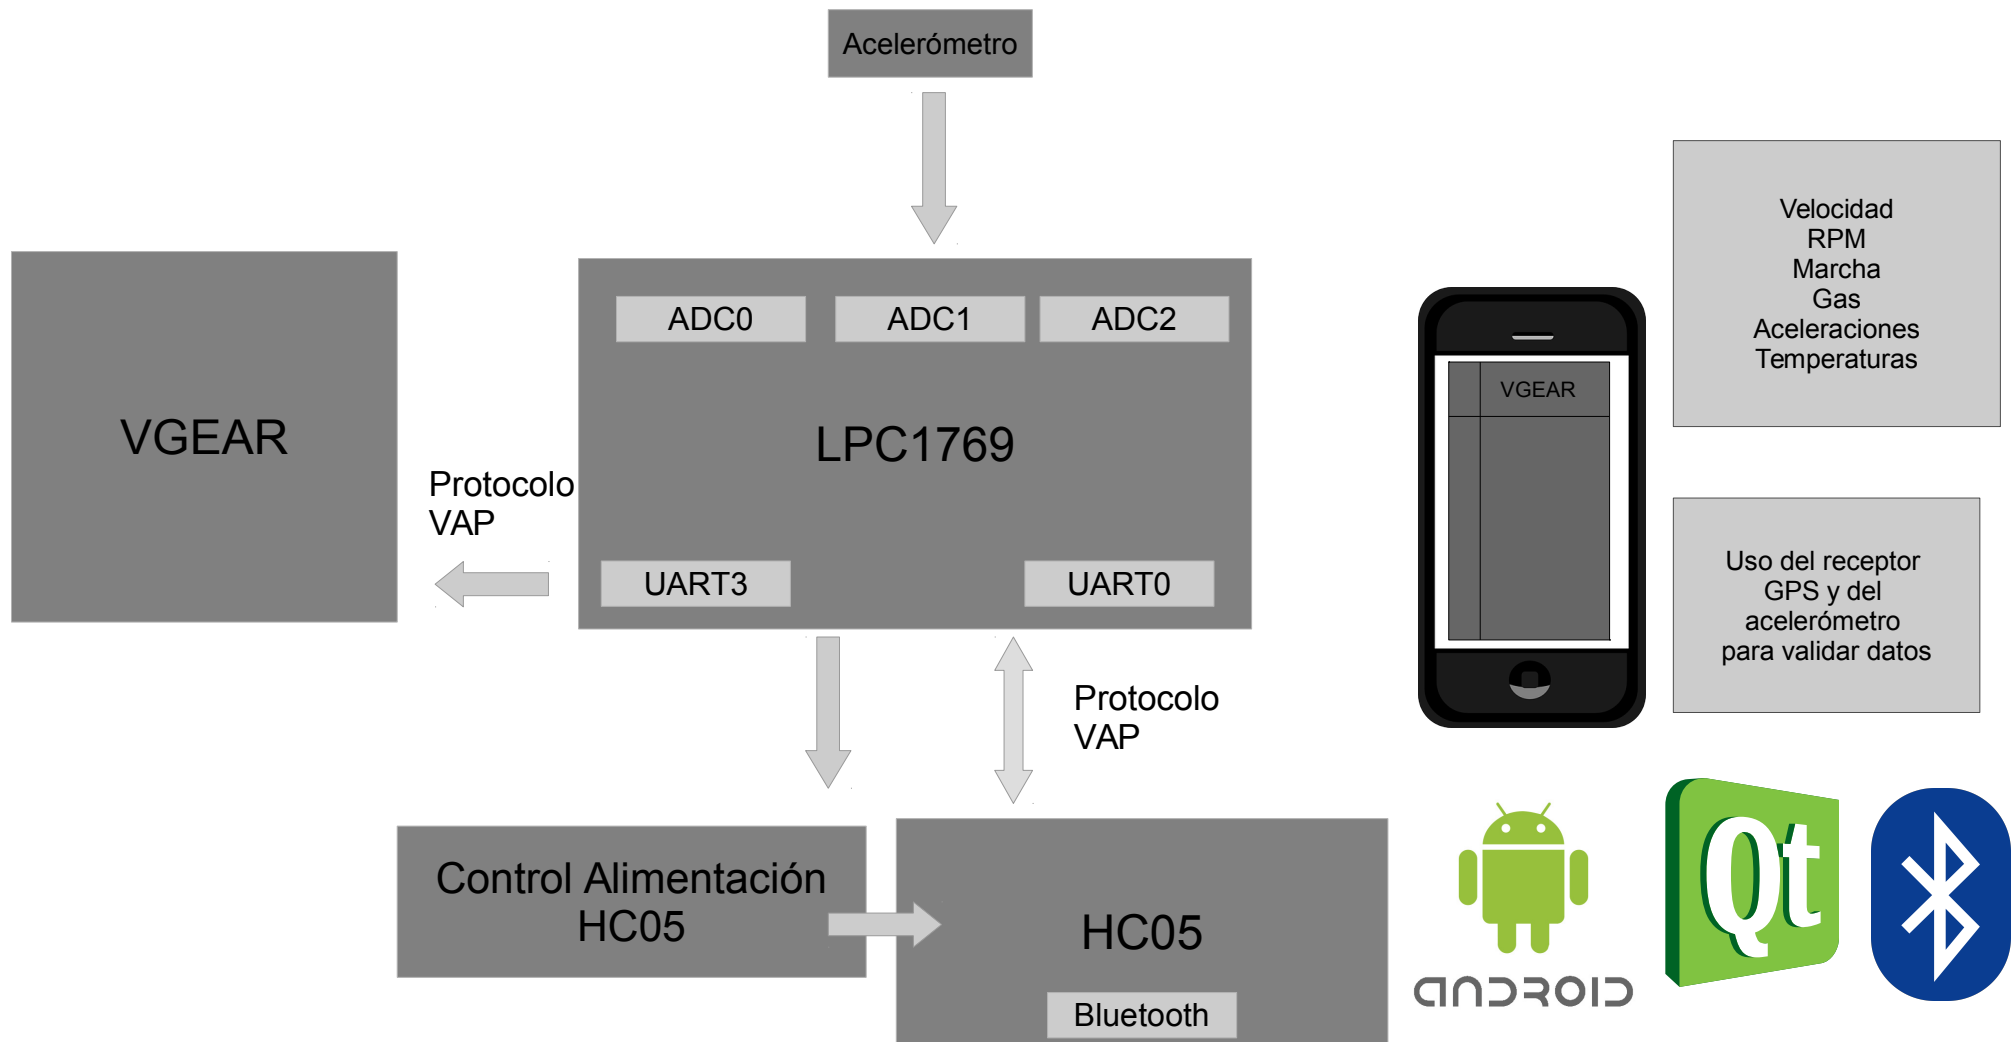 Acelerómetro
VGEAR
ADC0
ADC1
ADC2
LPC1769
UART3
UART0
Protocolo
VAP
Protocolo
VAP
Control Alimentación
HC05
HC05
Bluetooth
VGEAR
Velocidad
RPM
Marcha
Gas
Aceleraciones
Temperaturas
Uso del receptor
GPS y del
acelerómetro
para validar datos
ANDROID
Qt